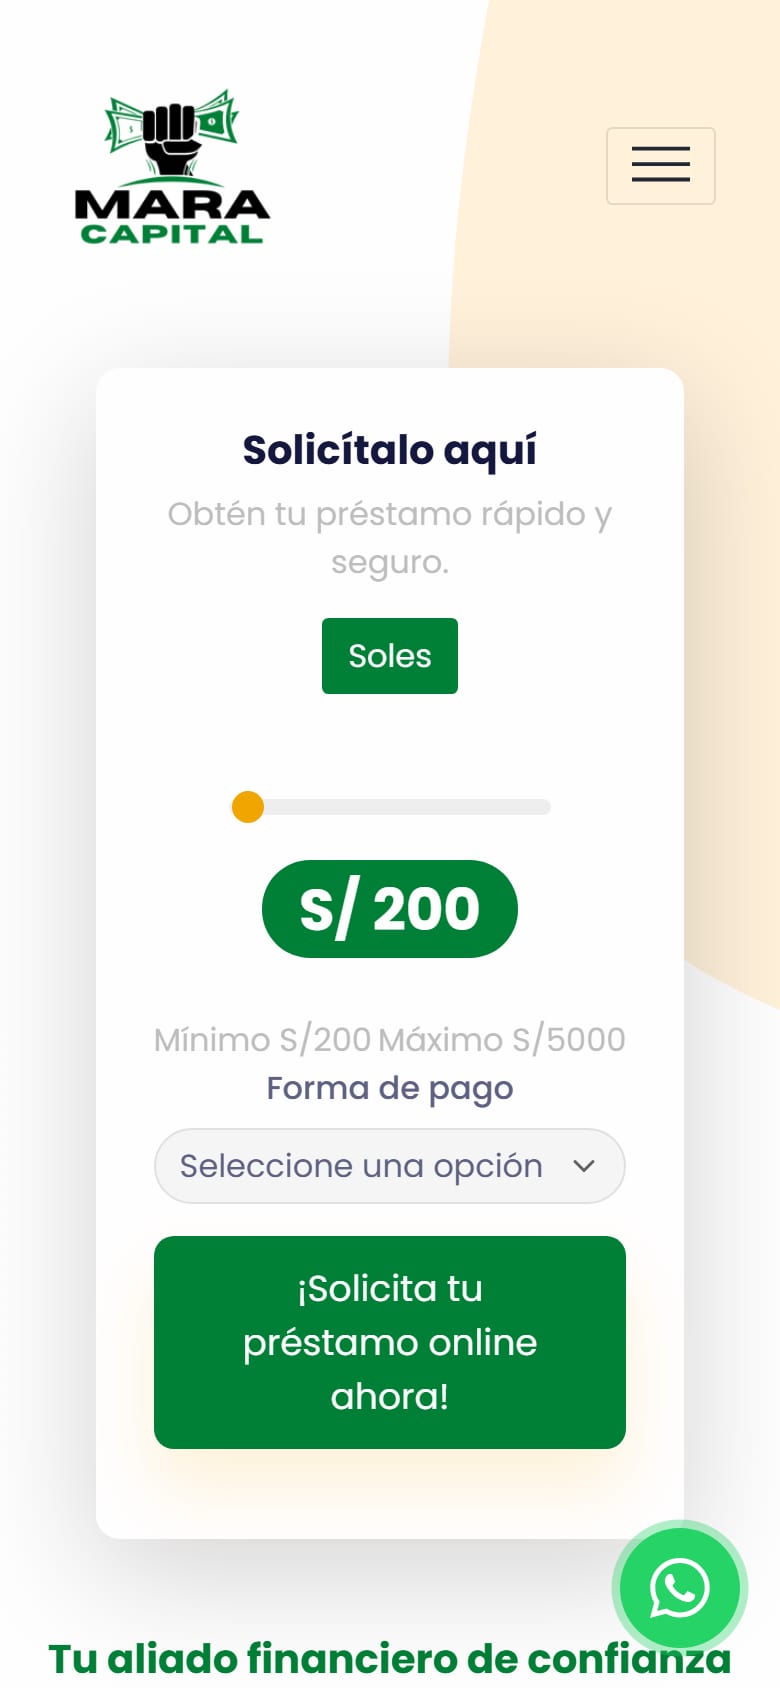 MARA
CAPITAL
Solicítalo aquí
Obtén tu préstamo rápido y
seguro.
Soles
S/ 200
Mínimo S/200 Máximo S/5000
Forma de pago
Seleccione una opción
¡Solicita tu
préstamo online
ahora!
Tu aliado financiero de confianza